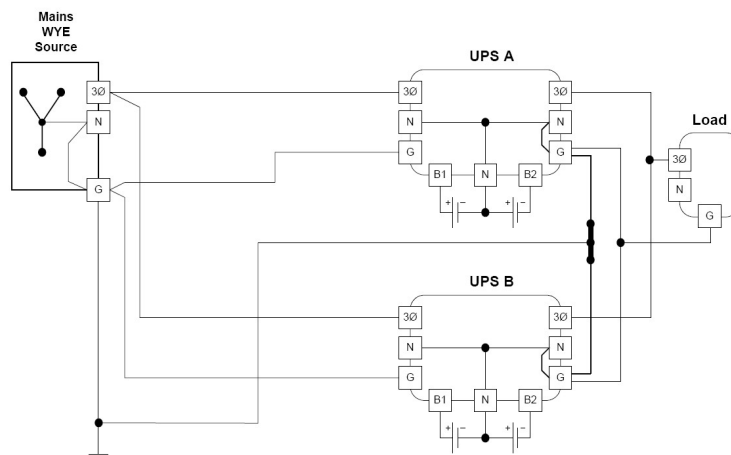 Mains
WYE
Source
3Ø
N
G
UPS A
3Ø
N
G
B1
N
B2
3Ø
N
G
+
−
+
−
Load
3Ø
N
G
UPS B
3Ø
N
G
B1
N
B2
3Ø
N
G
+
−
+
−